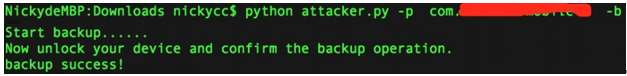 NickydeMBP:Downloads nickycc$ python attacker.py -p com. -b
Start backup......
Now unlock your device and confirm the backup operation.
backup success!